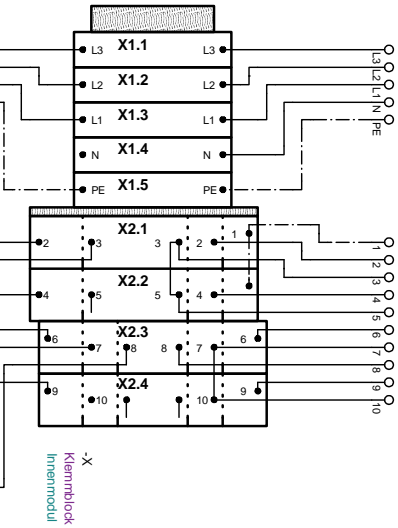 L3 X1.1 L3
L2 X1.2 L2
L1 X1.3 L1
N X1.4 N
PE X1.5 PE
L3
L2
L1
N
PE
X2.1 1
2 3 3 2
X2.2
4 5 5 4
X2.3
6 6
7 8 8 7
X2.4
9 9
10 10
1
2
3
4
5
6
7
8
9
10
-X
Klemmblock
Innenmodul